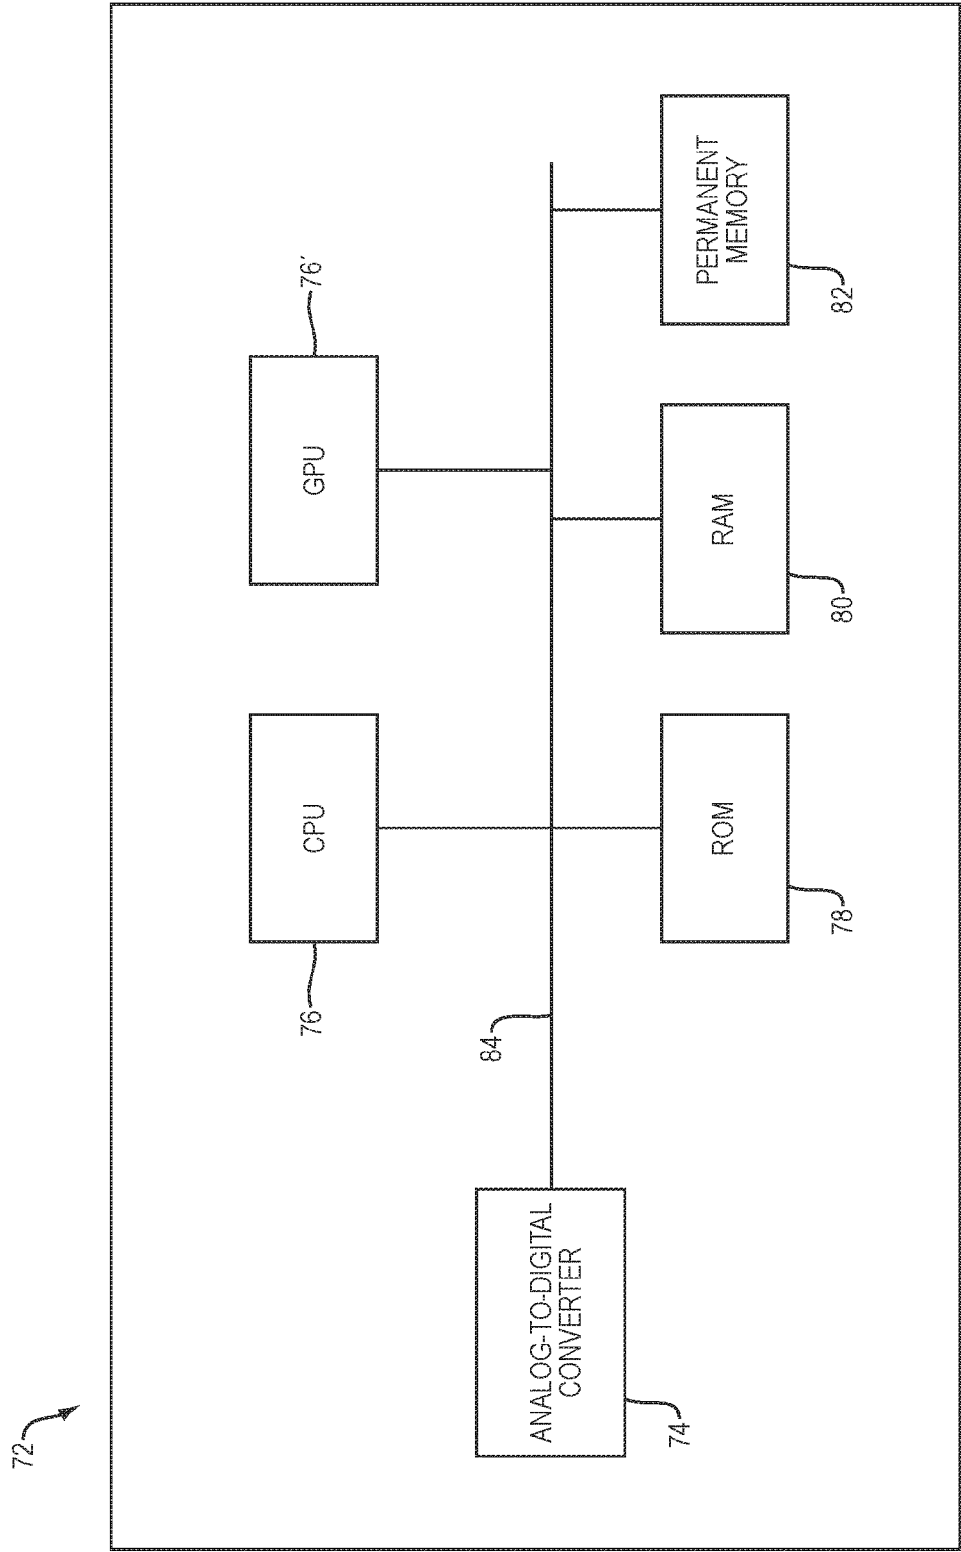 72
CPU
76
GPU
76′
84
ANALOG-TO-DIGITAL
CONVERTER
74
ROM
78
RAM
80
PERMANENT
MEMORY
82